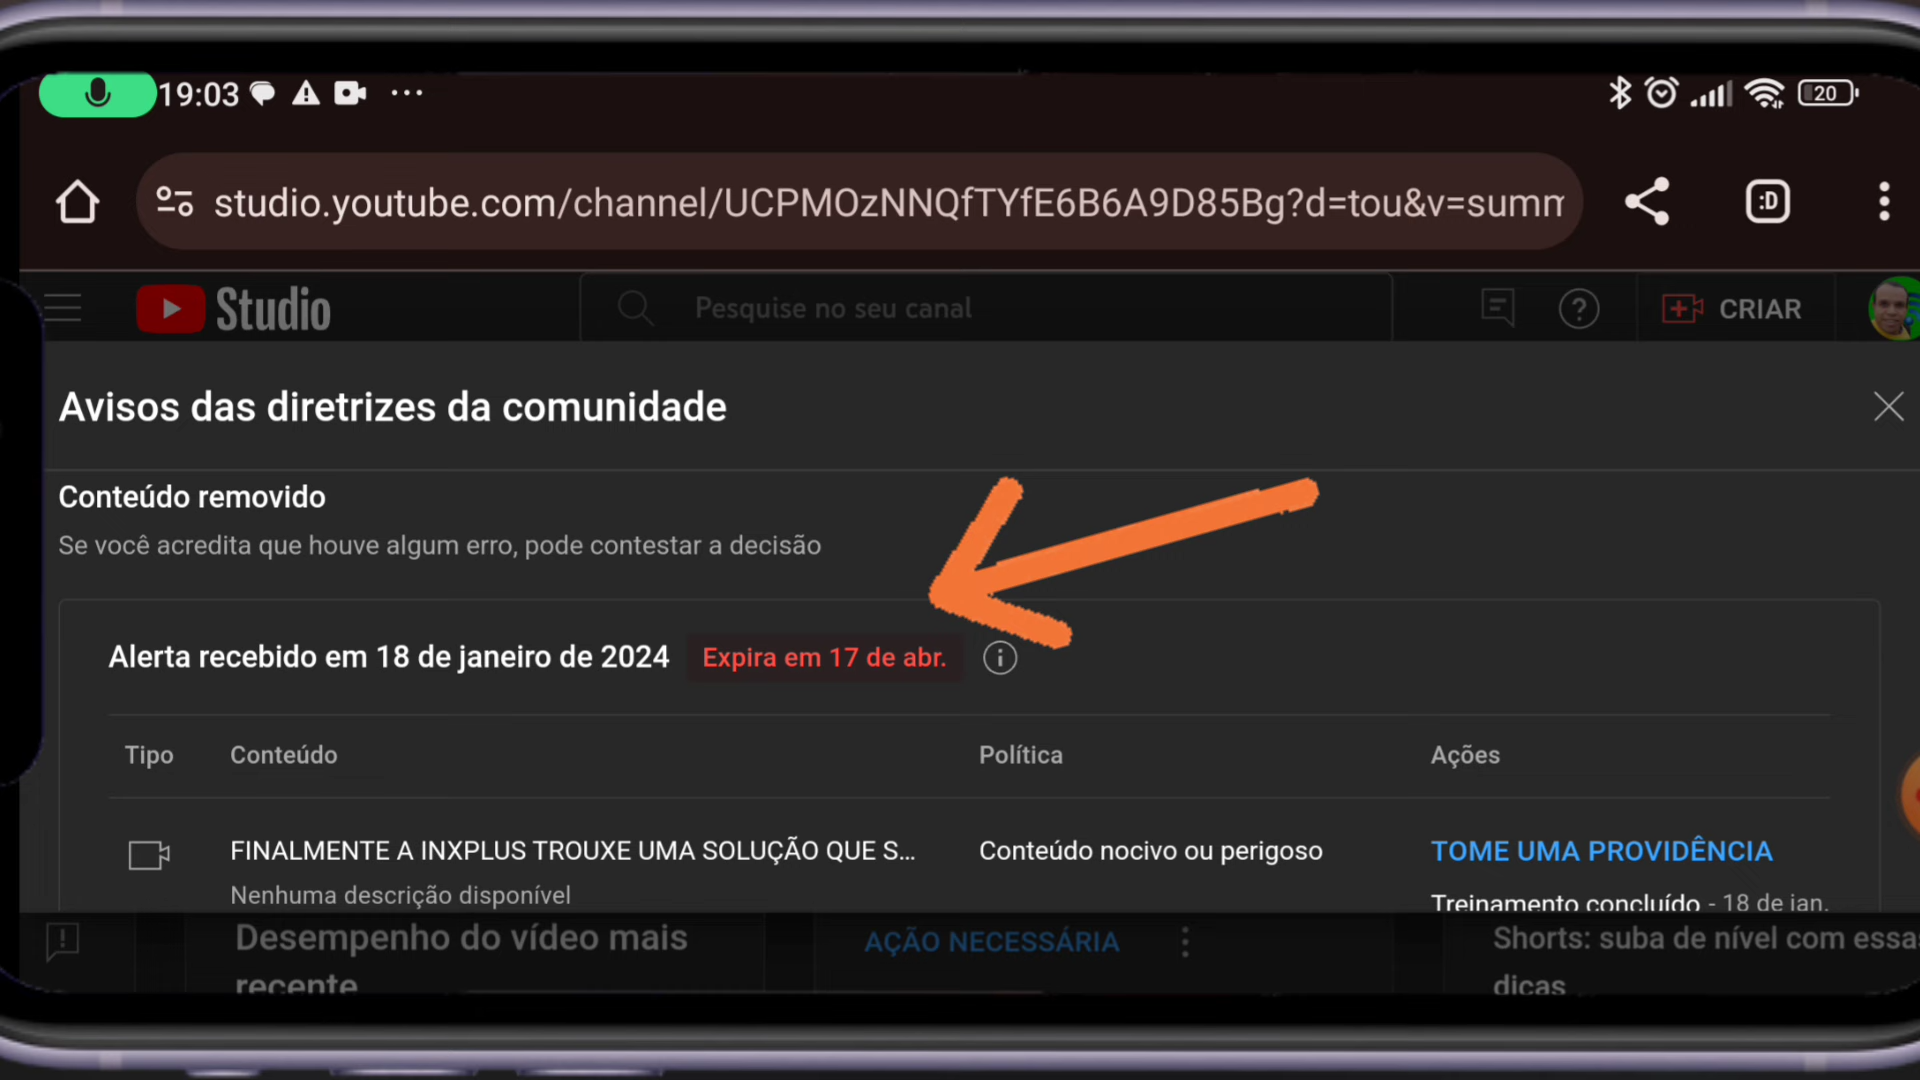 19:03
20
studio.youtube.com/channel/UCPMOzNNQfTYfE6B6A9D85Bg?d=tou&v=summ
:D
Studio
Pesquise no seu canal
CRIAR
Avisos das diretrizes da comunidade
Conteúdo removido
Se você acredita que houve algum erro, pode contestar a decisão
Alerta recebido em 18 de janeiro de 2024 Expira em 17 de abr.
Tipo Conteúdo Política Ações
FINALMENTE A INXPLUS TROUXE UMA SOLUÇÃO QUE S... Conteúdo nocivo ou perigoso TOME UMA PROVIDÊNCIA
Nenhuma descrição disponível Treinamento concluído - 18 de jan.
Desempenho do vídeo mais
recente
AÇÃO NECESSÁRIA
Shorts: suba de nível com essas
dicas